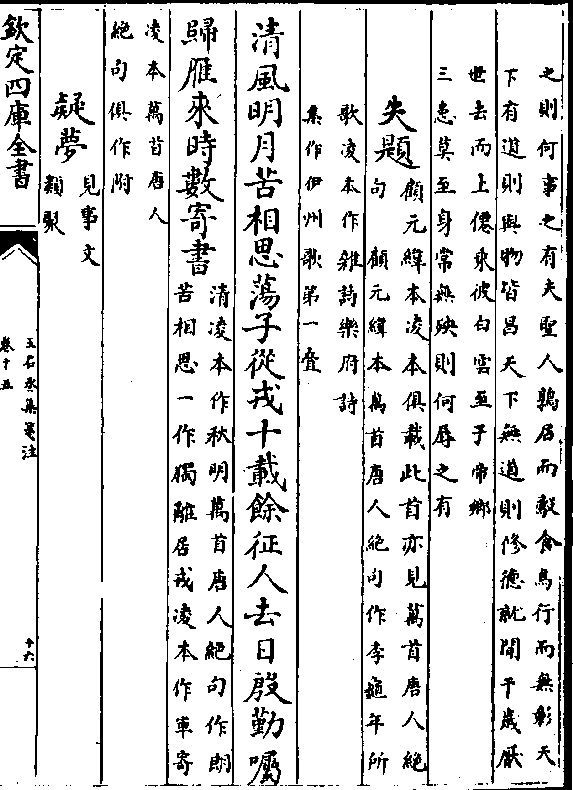 之則何事之有夫聖人鶉居而鷇食鳥行而無彰天
下有道則與物皆昌天下無道則修德就閒千歲厭
世去而上僊乘彼白雲至于帝鄉
三患莫至身常無殃則何辱之有
失題
顧元緯本凌本俱載此首亦見萬首唐人絕
句　顧元緯本萬首唐人絕句作李龜年所
歌凌本作雜詩樂府詩
集作伊州歌第一疊
清風明月苦相思蕩子從戎十載餘征人去日殷勤囑
歸雁來時數寄書
清凌本作秋明萬首唐人絕句作朗
苦相思一作獨離居戎凌本作軍寄
凌本萬首唐人
絕句俱作附
疑夢
見事文
類聚
欽定四庫全書
王右丞集箋注
卷十五
十六